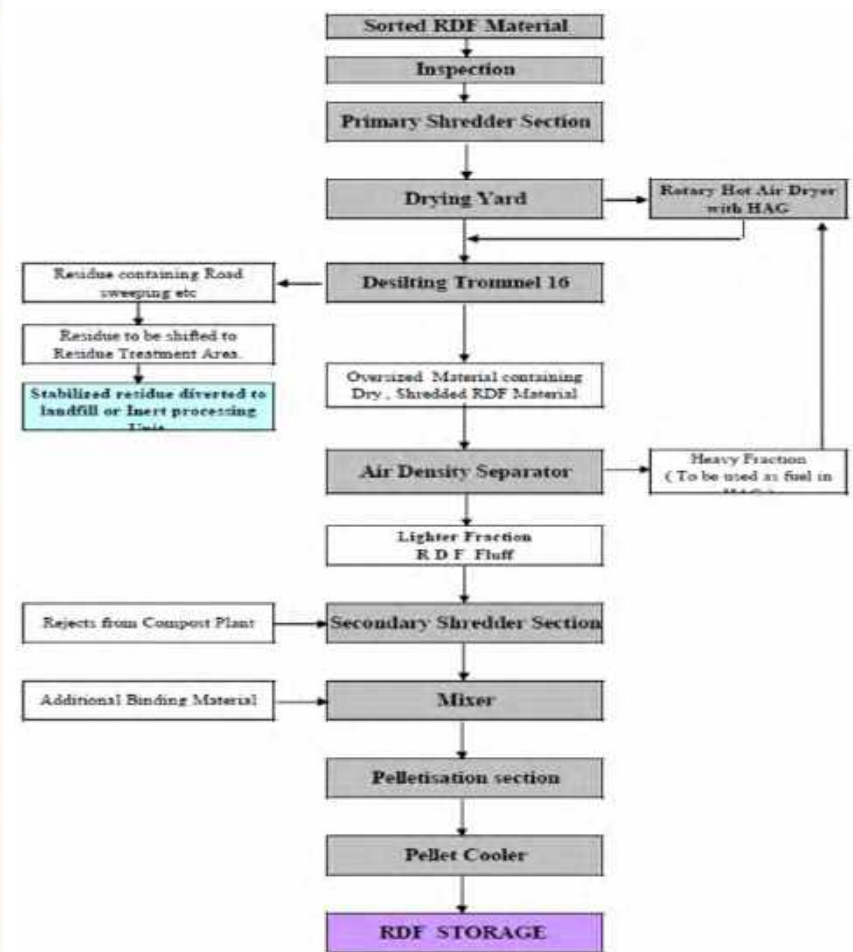 Sorted RDF Material
Inspection
Primary Shredder Section
Drying Yard
Rotary Hot Air Dryer
with HAG
Residue containing Road
sweeping etc
Desilting Trommel 16
Residue to be shifted to
Residue Treatment Area.
Oversized Material containing
Dry , Shredded RDF Material
Stabilized residue diverted to
landfill or Inert processing
Air Density Separator
Heavy Fraction
( To be used as fuel in
Lighter Fraction
R D F Fluff
Rejects from Compost Plant
Secondary Shredder Section
Additional Binding Material
Mixer
Pelletisation section
Pellet Cooler
RDF STORAGE